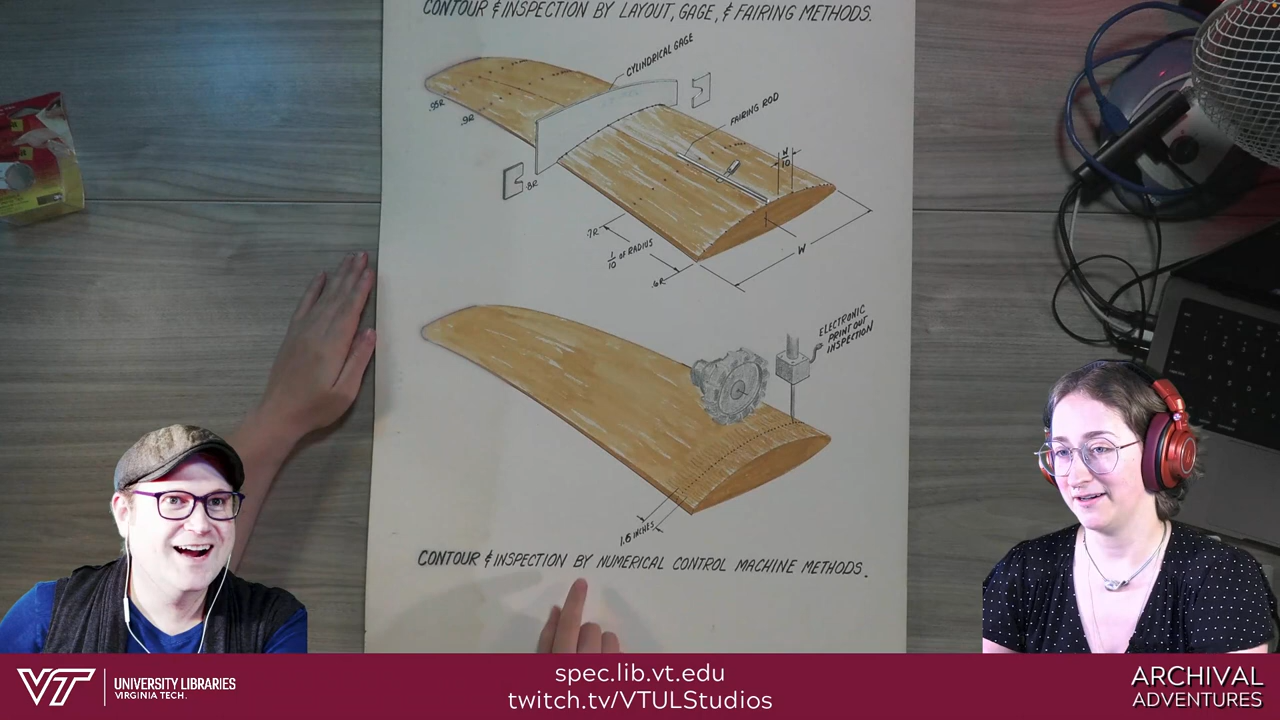 CONTOUR & INSPECTION BY LAYOUT, GAGE, & FAIRING METHODS.
CYLINDRICAL GAGE
.95R
.9R
FAIRING ROD
W/10
.8R
.7R
1/10 OF RADIUS
W
.6R
ELECTRONIC
PRINT OUT
INSPECTION
1.6 INCHES
CONTOUR & INSPECTION BY NUMERICAL CONTROL MACHINE METHODS.
VT
UNIVERSITY LIBRARIES
VIRGINIA TECH.
spec.lib.vt.edu
twitch.tv/VTULStudios
ARCHIVAL
ADVENTURES